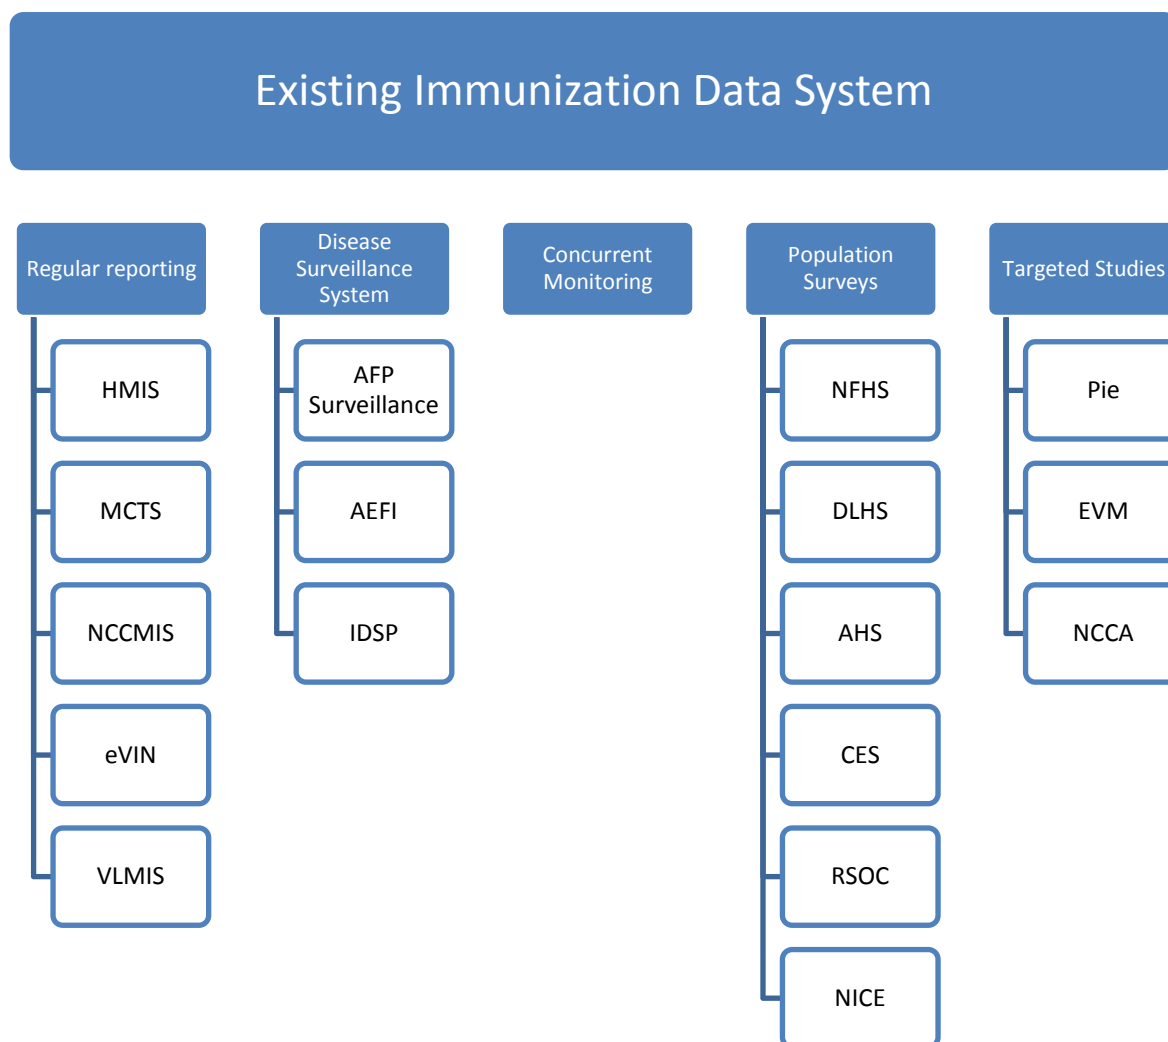 Existing Immunization Data System
Regular reporting
Disease
Surveillance
System
Concurrent
Monitoring
Population
Surveys
Targeted Studies
HMIS
MCTS
NCCMIS
eVIN
VLMIS
AFP
Surveillance
AEFI
IDSP
NFHS
DLHS
AHS
CES
RSOC
NICE
Pie
EVM
NCCA